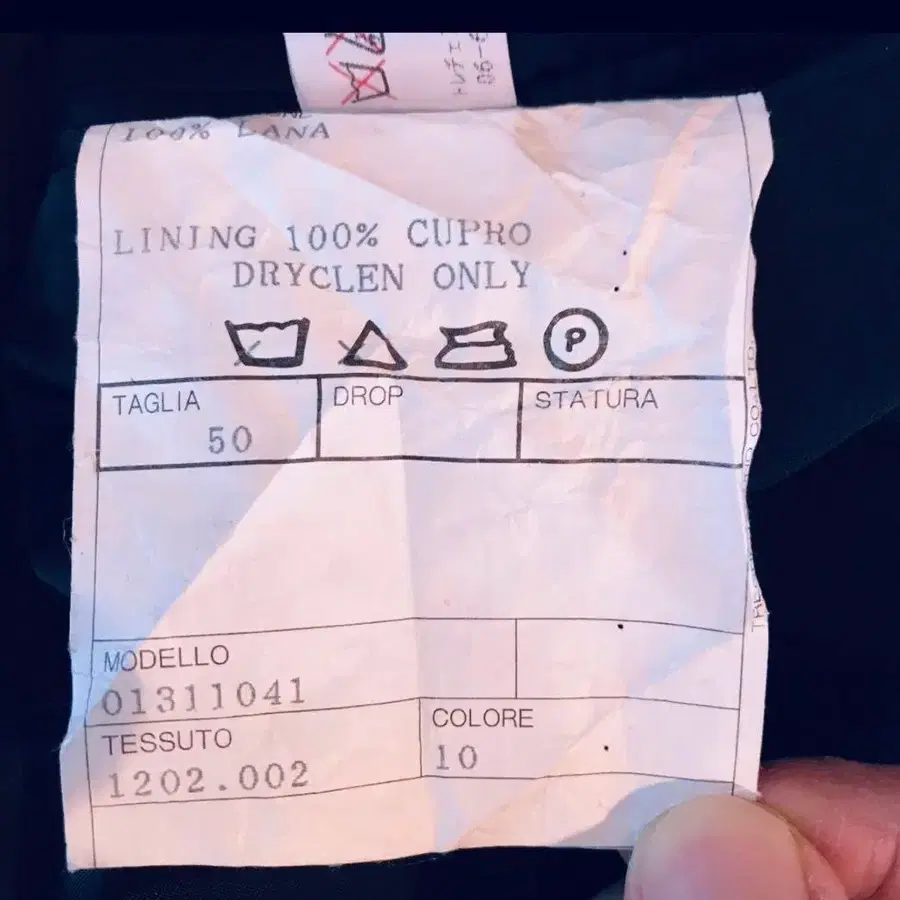 100% LANA
LINING 100% CUPRO
DRYCLEN ONLY
P
TAGLIA
50
DROP
STATURA
MODELLO
01311041
TESSUTO
1202.002
COLORE
10